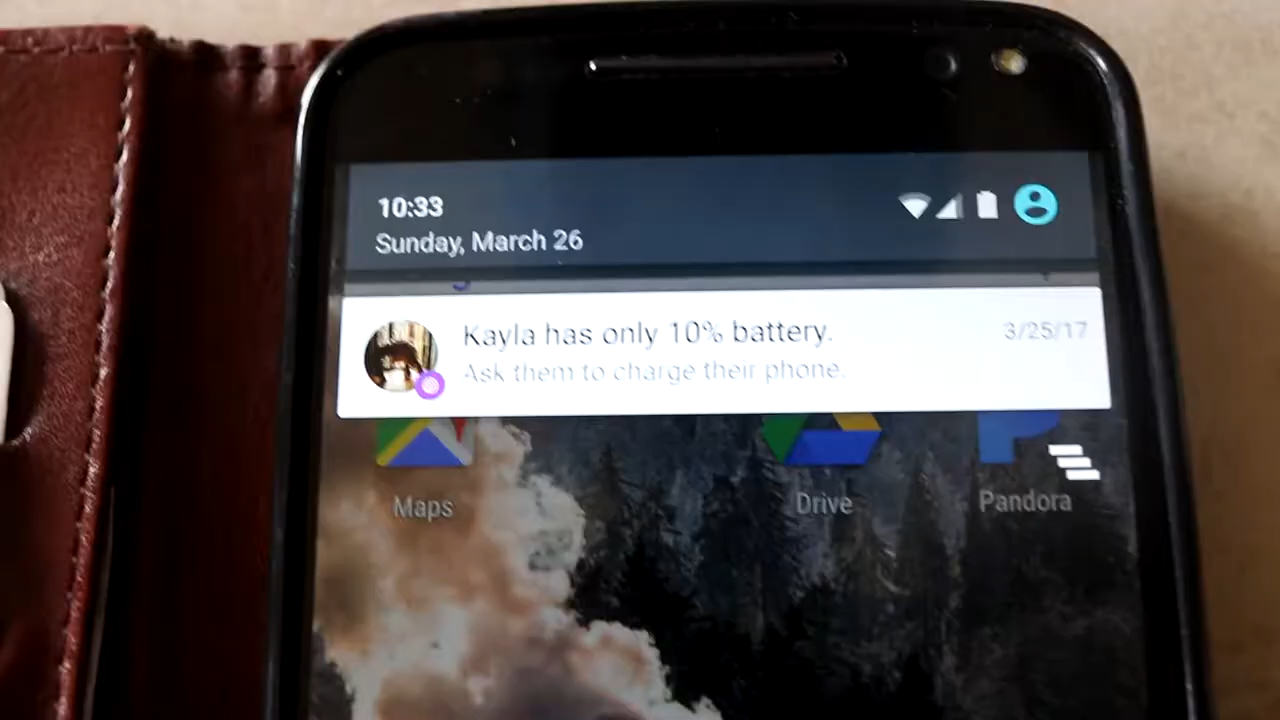 10:33
Sunday, March 26
Kayla has only 10% battery.
3/25/17
Ask them to charge their phone.
Maps
Drive
Pandora